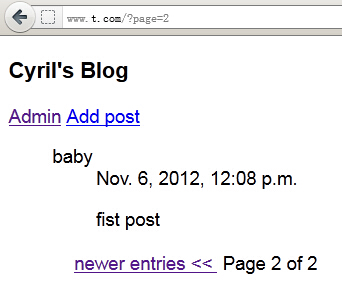 www.t.com/?page=2
Cyril's Blog
Admin Add post
baby
Nov. 6, 2012, 12:08 p.m.
fist post
newer entries << Page 2 of 2